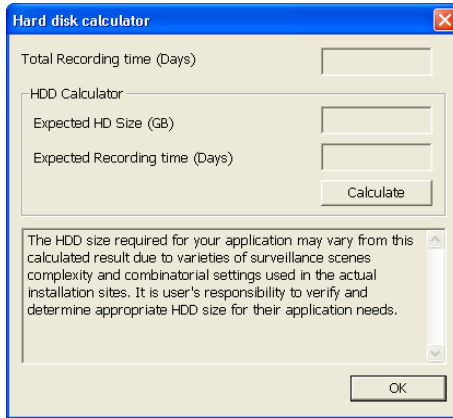 Hard disk calculator
Total Recording time (Days)
HDD Calculator
Expected HD Size (GB)
Expected Recording time (Days)
Calculate
The HDD size required for your application may vary from this
calculated result due to varieties of surveillance scenes
complexity and combinatorial settings used in the actual
installation sites. It is user's responsibility to verify and
determine appropriate HDD size for their application needs.
OK